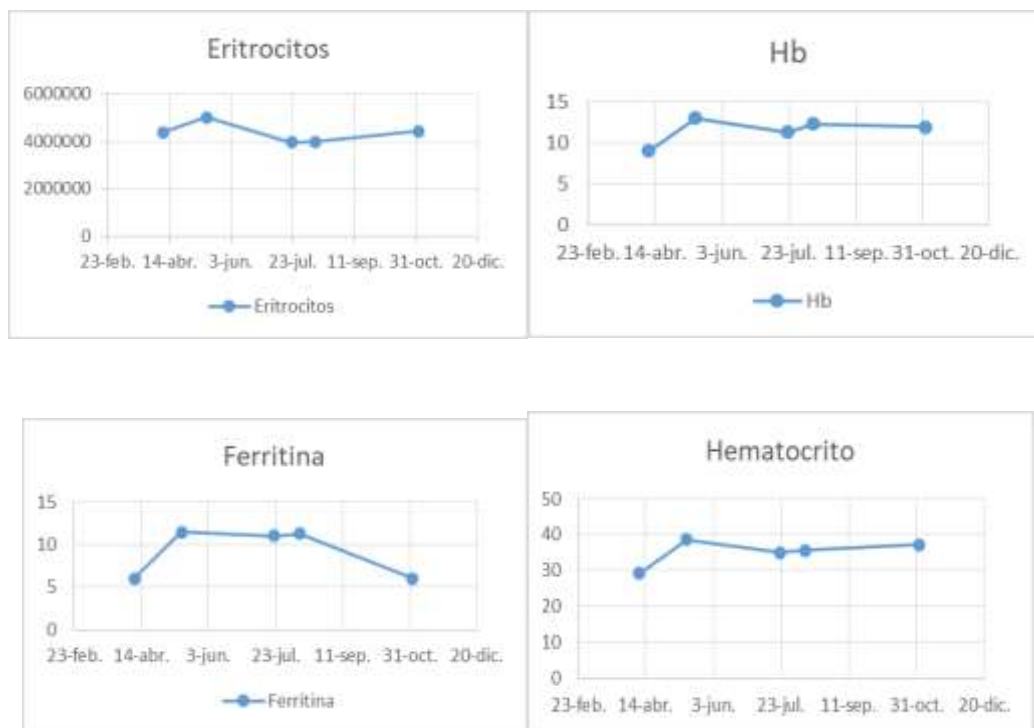 Eritrocitos
6000000
4000000
2000000
0
23-feb. 14-abr. 3-jun. 23-jul. 11-sep. 31-oct. 20-dic.
Eritrocitos
Hb
15
10
5
0
23-feb. 14-abr. 3-jun. 23-jul. 11-sep. 31-oct. 20-dic.
Hb
Ferritina
15
10
5
0
23-feb. 14-abr. 3-jun. 23-jul. 11-sep. 31-oct. 20-dic.
Ferritina
Hematocrito
50
40
30
20
10
0
23-feb. 14-abr. 3-jun. 23-jul. 11-sep. 31-oct. 20-dic.